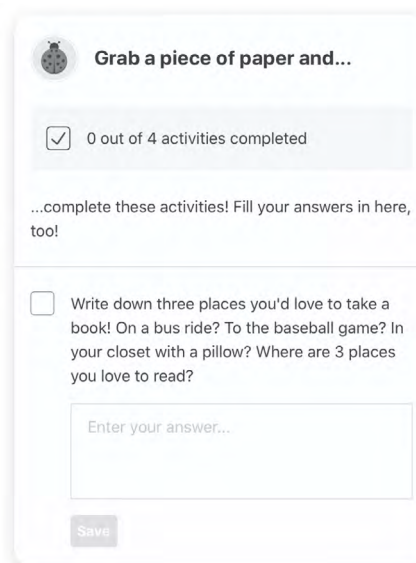 Grab a piece of paper and...
0 out of 4 activities completed
...complete these activities! Fill your answers in here,
too!
Write down three places you'd love to take a
book! On a bus ride? To the baseball game? In
your closet with a pillow? Where are 3 places
you love to read?
Enter your answer...
Save